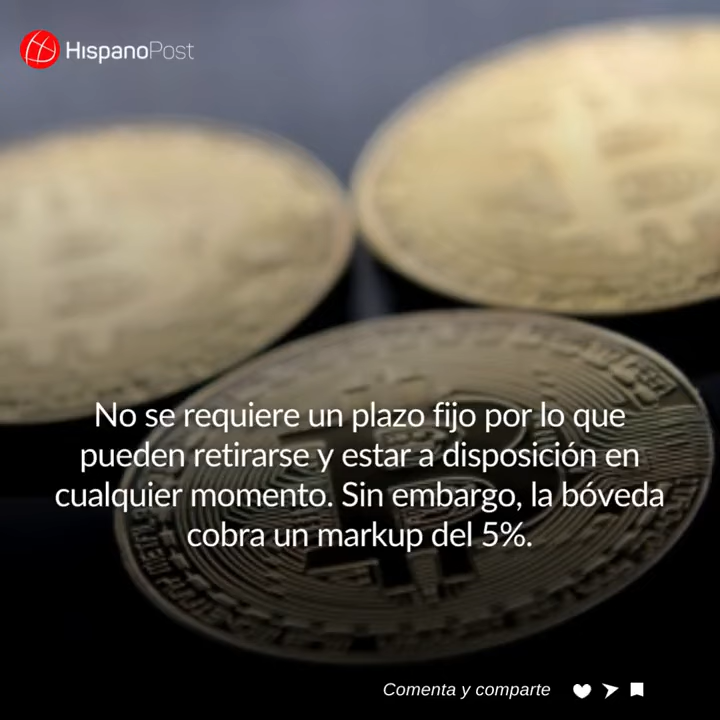 HispanoPost
No se requiere un plazo fijo por lo que
pueden retirarse y estar a disposición en
cualquier momento. Sin embargo, la bóveda
cobra un markup del 5%.
Comenta y comparte